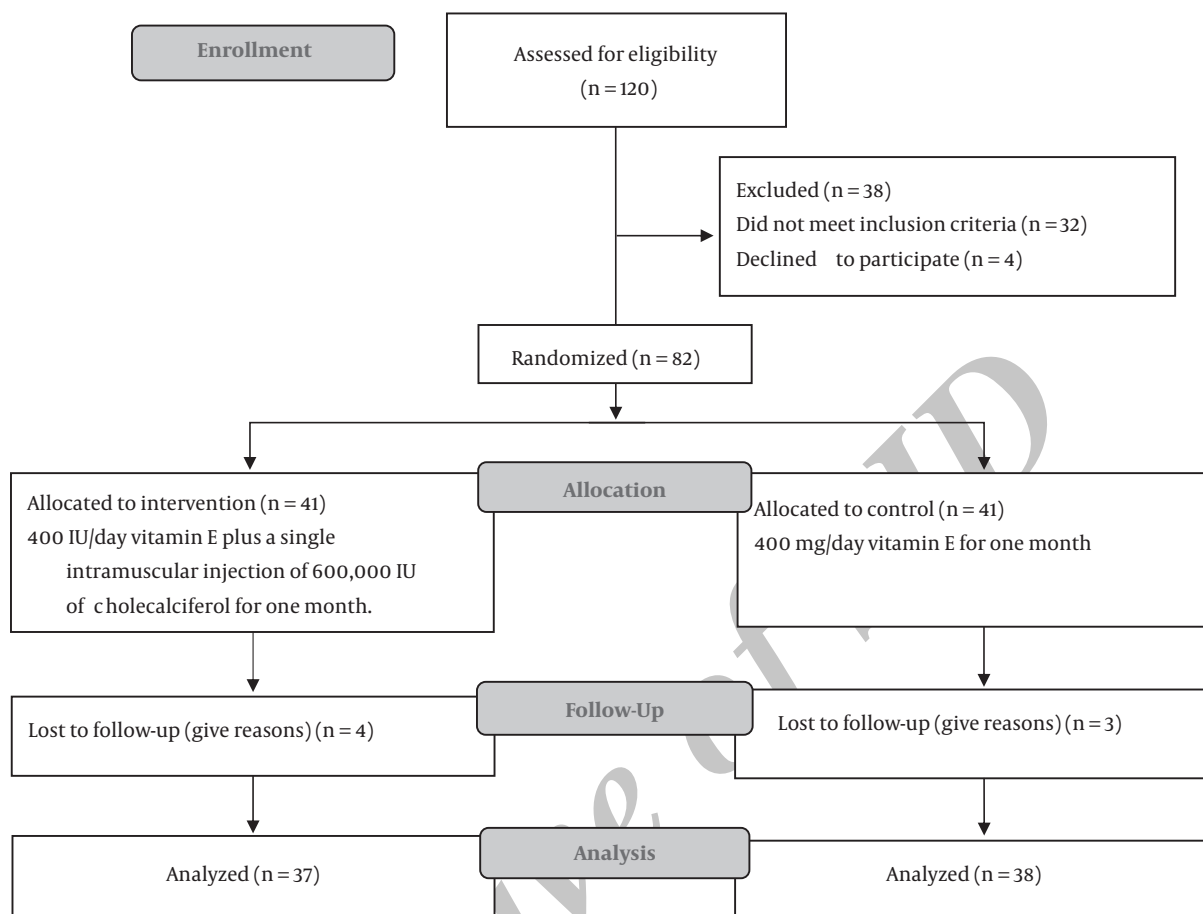 Enrollment
Assessed for eligibility
(n = 120)
Excluded (n = 38)
Did not meet inclusion criteria (n = 32)
Declined to participate (n = 4)
Randomized (n = 82)
Allocation
Allocated to intervention (n = 41)
400 IU/day vitamin E plus a single
intramuscular injection of 600,000 IU
of cholecalciferol for one month.
Allocated to control (n = 41)
400 mg/day vitamin E for one month
Follow-Up
Lost to follow-up (give reasons) (n = 4)
Lost to follow-up (give reasons) (n = 3)
Analysis
Analyzed (n = 37)
Analyzed (n = 38)
of